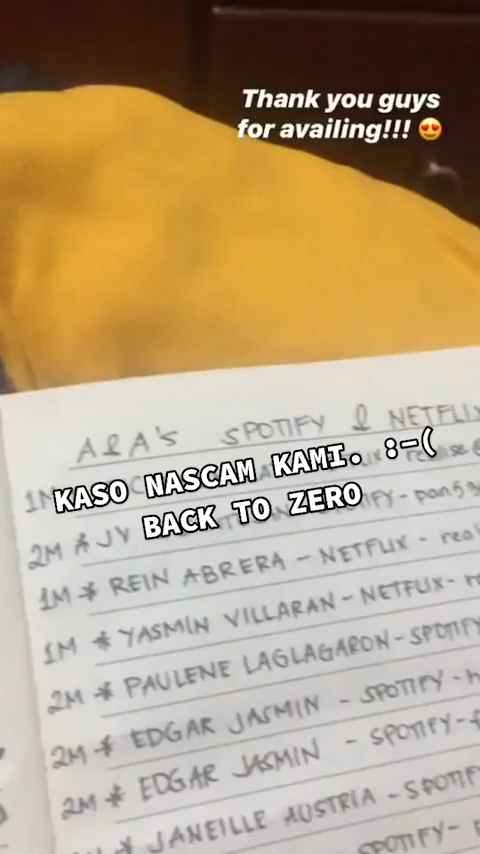 Thank you guys
for availing!!! 😍
A&A'S SPOTIFY & NETFLIX
KASO NASCAM KAMI. :-(
BACK TO ZERO
2M * JY
1M * REIN ABRERA - NETFLIX - real
1M * YASMIN VILLARAN - NETFLIX - r
2M * PAULENE LAGLAGARON - SPOTIFY
2M * EDGAR JASMIN - SPOTIFY - h
2M * EDGAR JASMIN - SPOTIFY - f
* JANEILLE AUSTRIA - SPOTIF
SPOTIFY -